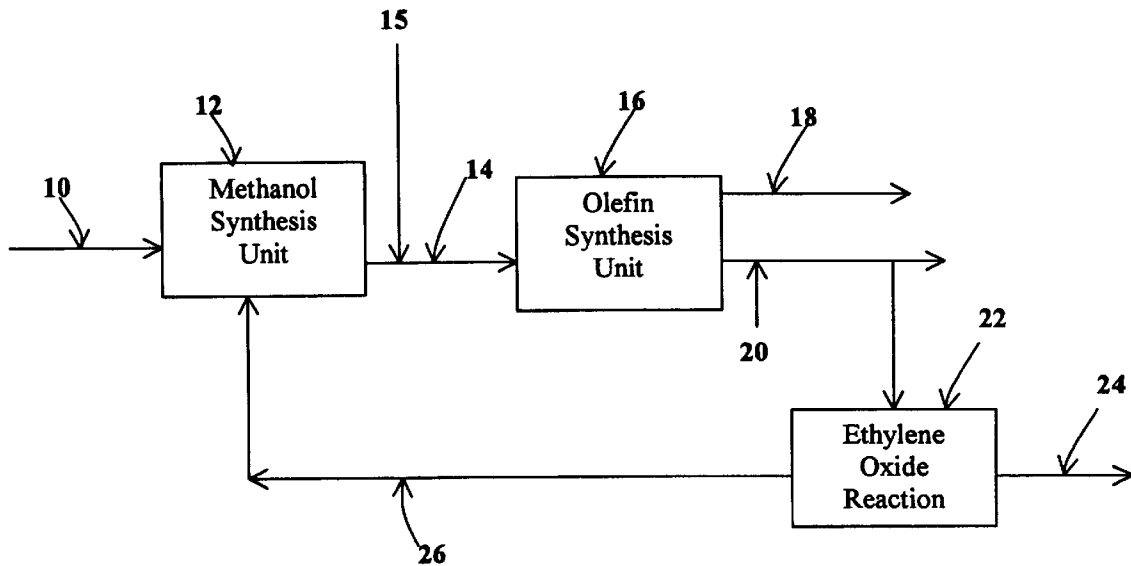 15
12
16
18
10
Methanol
Synthesis
Unit
14
Olefin
Synthesis
Unit
20
22
24
Ethylene
Oxide
Reaction
26